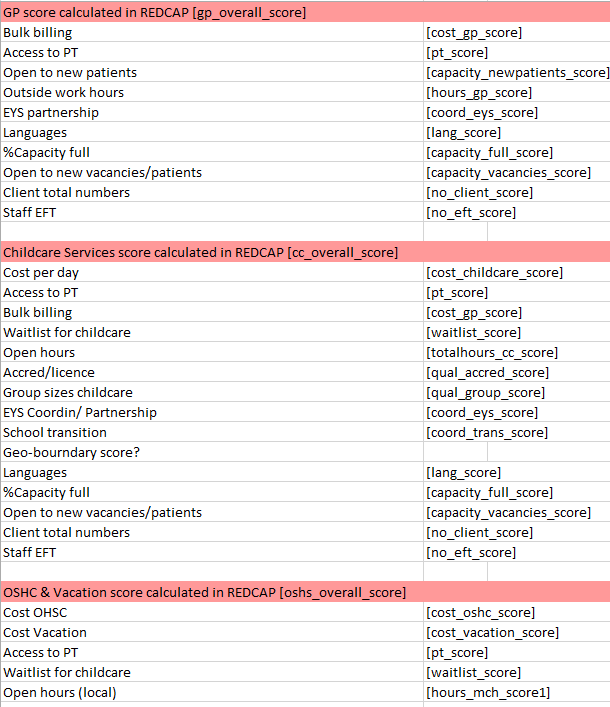 GP score calculated in REDCAP [gp_overall_score]
Bulk billing [cost_gp_score]
Access to PT [pt_score]
Open to new patients [capacity_newpatients_score]
Outside work hours [hours_gp_score]
EYS partnership [coord_eys_score]
Languages [lang_score]
%Capacity full [capacity_full_score]
Open to new vacancies/patients [capacity_vacancies_score]
Client total numbers [no_client_score]
Staff EFT [no_eft_score]
Childcare Services score calculated in REDCAP [cc_overall_score]
Cost per day [cost_childcare_score]
Access to PT [pt_score]
Bulk billing [cost_gp_score]
Waitlist for childcare [waitlist_score]
Open hours [totalhours_cc_score]
Accred/licence [qual_accred_score]
Group sizes childcare [qual_group_score]
EYS Coordin/ Partnership [coord_eys_score]
School transition [coord_trans_score]
Geo-bourndary score?
Languages [lang_score]
%Capacity full [capacity_full_score]
Open to new vacancies/patients [capacity_vacancies_score]
Client total numbers [no_client_score]
Staff EFT [no_eft_score]
OSHC & Vacation score calculated in REDCAP [oshs_overall_score]
Cost OHSC [cost_oshc_score]
Cost Vacation [cost_vacation_score]
Access to PT [pt_score]
Waitlist for childcare [waitlist_score]
Open hours (local) [hours_mch_score1]